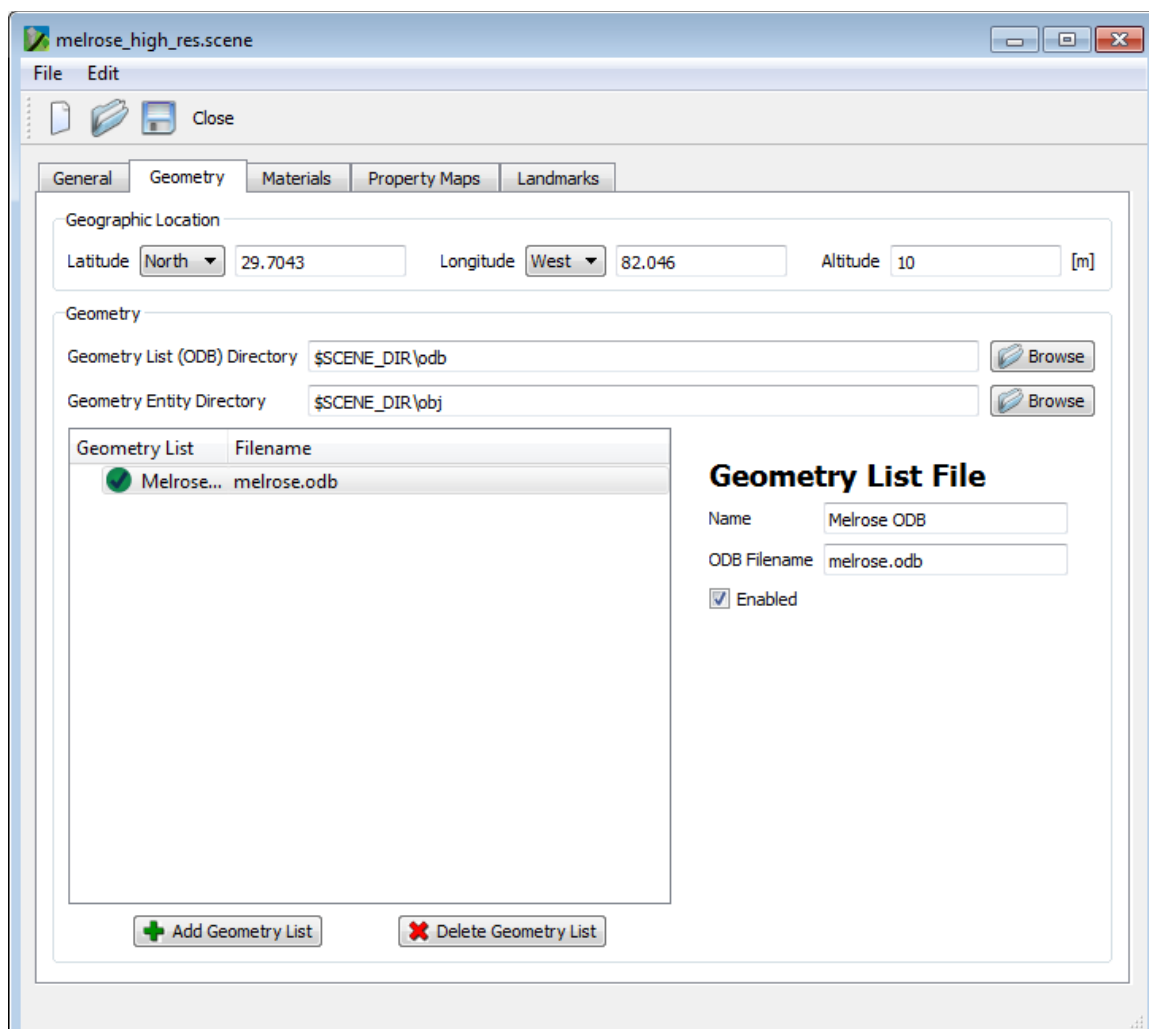 melrose_high_res.scene
File Edit
Close
General Geometry Materials Property Maps Landmarks
Geographic Location
Latitude North 29.7043 Longitude West 82.046 Altitude 10 [m]
Geometry
Geometry List (ODB) Directory $SCENE_DIR\odb Browse
Geometry Entity Directory $SCENE_DIR\obj Browse
Geometry List Filename
Melrose... melrose.odb
Geometry List File
Name Melrose ODB
ODB Filename melrose.odb
Enabled
Add Geometry List Delete Geometry List